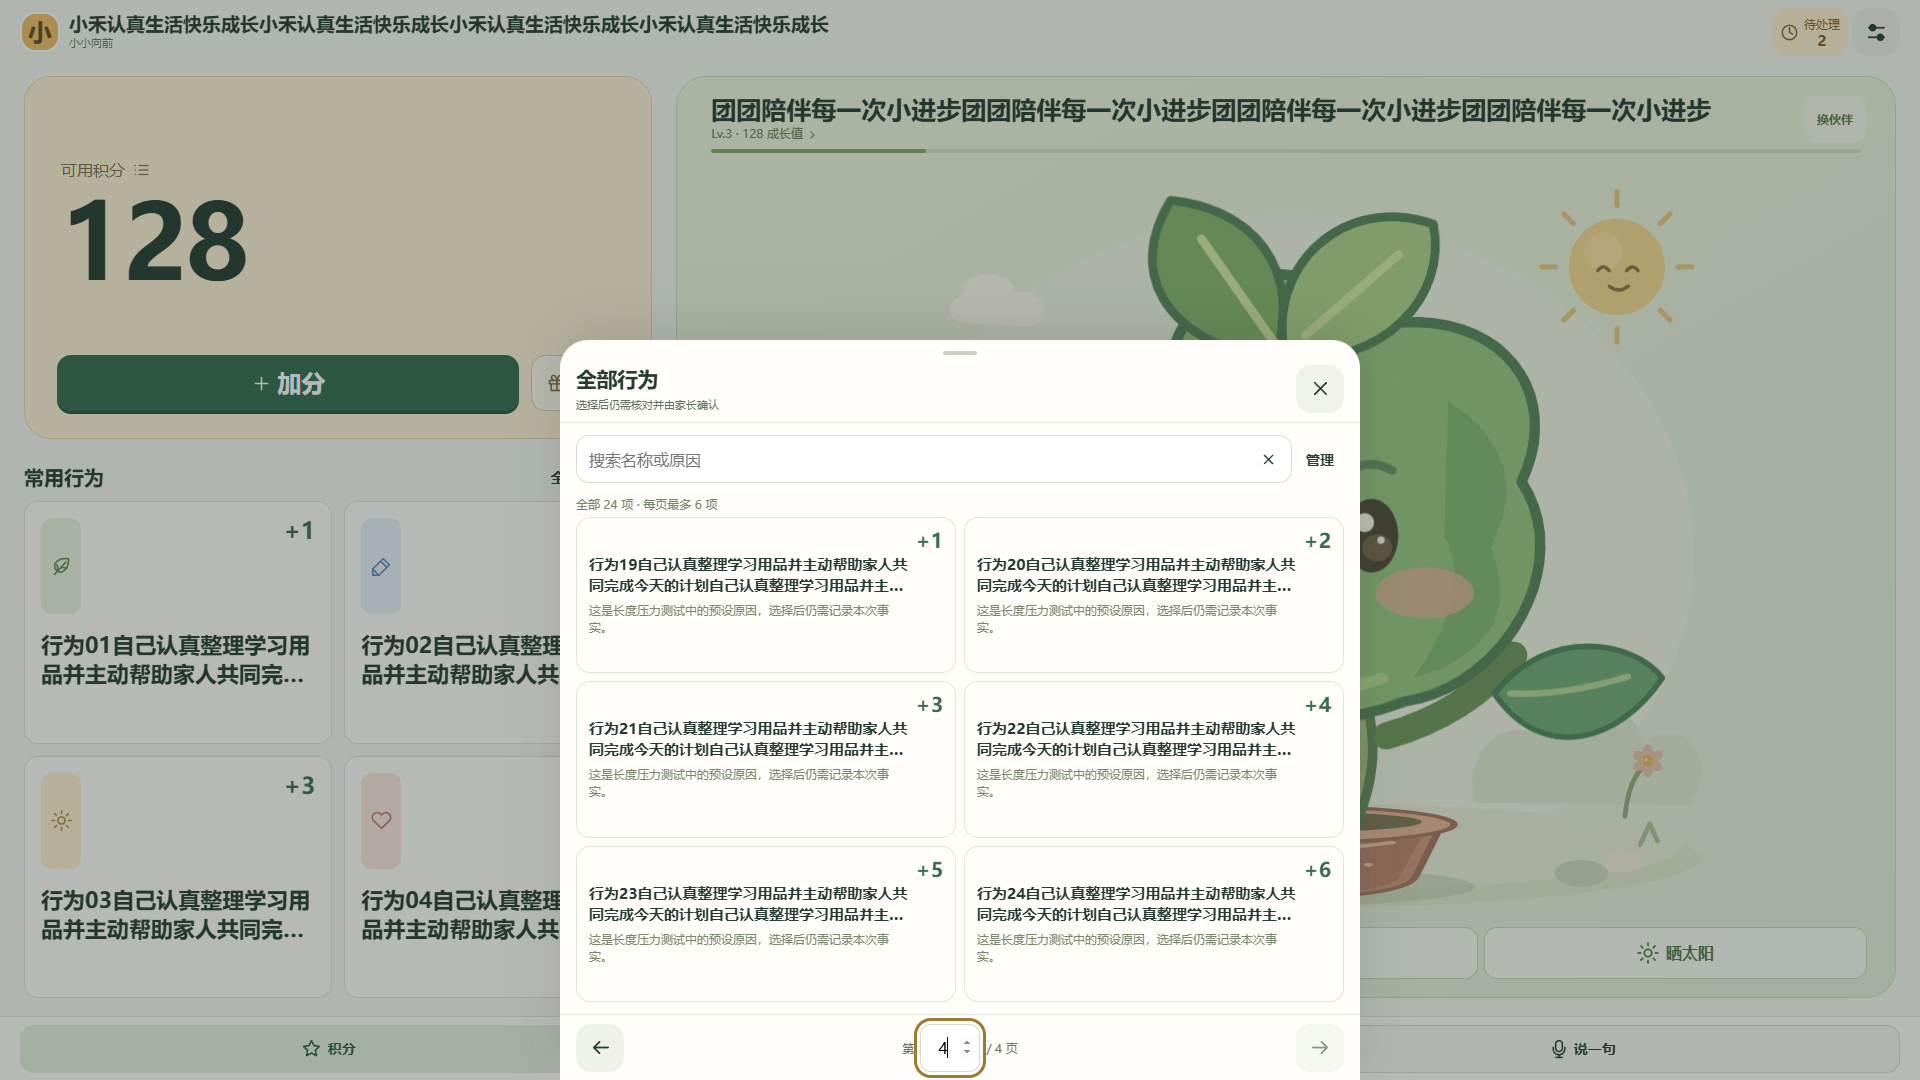 小
小禾认真生活快乐成长小禾认真生活快乐成长小禾认真生活快乐成长小禾认真生活快乐成长
小小向前
待处理
2
可用积分
128
+ 加分
团团陪伴每一次小进步团团陪伴每一次小进步团团陪伴每一次小进步团团陪伴每一次小进步
Lv.3 · 128 成长值 >
换伙伴
常用行为
全
+1
行为01自己认真整理学习用
品并主动帮助家人共同完...
行为02自己认真整理
品并主动帮助家人共
+3
行为03自己认真整理学习用
品并主动帮助家人共同完...
行为04自己认真整理
品并主动帮助家人共
全部行为
选择后仍需核对并由家长确认
搜索名称或原因
管理
全部 24 项 · 每页最多 6 项
+1
行为19自己认真整理学习用品并主动帮助家人共
同完成今天的计划自己认真整理学习用品并主...
这是长度压力测试中的预设原因，选择后仍需记录本次事
实。
+2
行为20自己认真整理学习用品并主动帮助家人共
同完成今天的计划自己认真整理学习用品并主...
这是长度压力测试中的预设原因，选择后仍需记录本次事
实。
+3
行为21自己认真整理学习用品并主动帮助家人共
同完成今天的计划自己认真整理学习用品并主...
这是长度压力测试中的预设原因，选择后仍需记录本次事
实。
+4
行为22自己认真整理学习用品并主动帮助家人共
同完成今天的计划自己认真整理学习用品并主...
这是长度压力测试中的预设原因，选择后仍需记录本次事
实。
+5
行为23自己认真整理学习用品并主动帮助家人共
同完成今天的计划自己认真整理学习用品并主...
这是长度压力测试中的预设原因，选择后仍需记录本次事
实。
+6
行为24自己认真整理学习用品并主动帮助家人共
同完成今天的计划自己认真整理学习用品并主...
这是长度压力测试中的预设原因，选择后仍需记录本次事
实。
第 4 / 4 页
晒太阳
积分
说一句